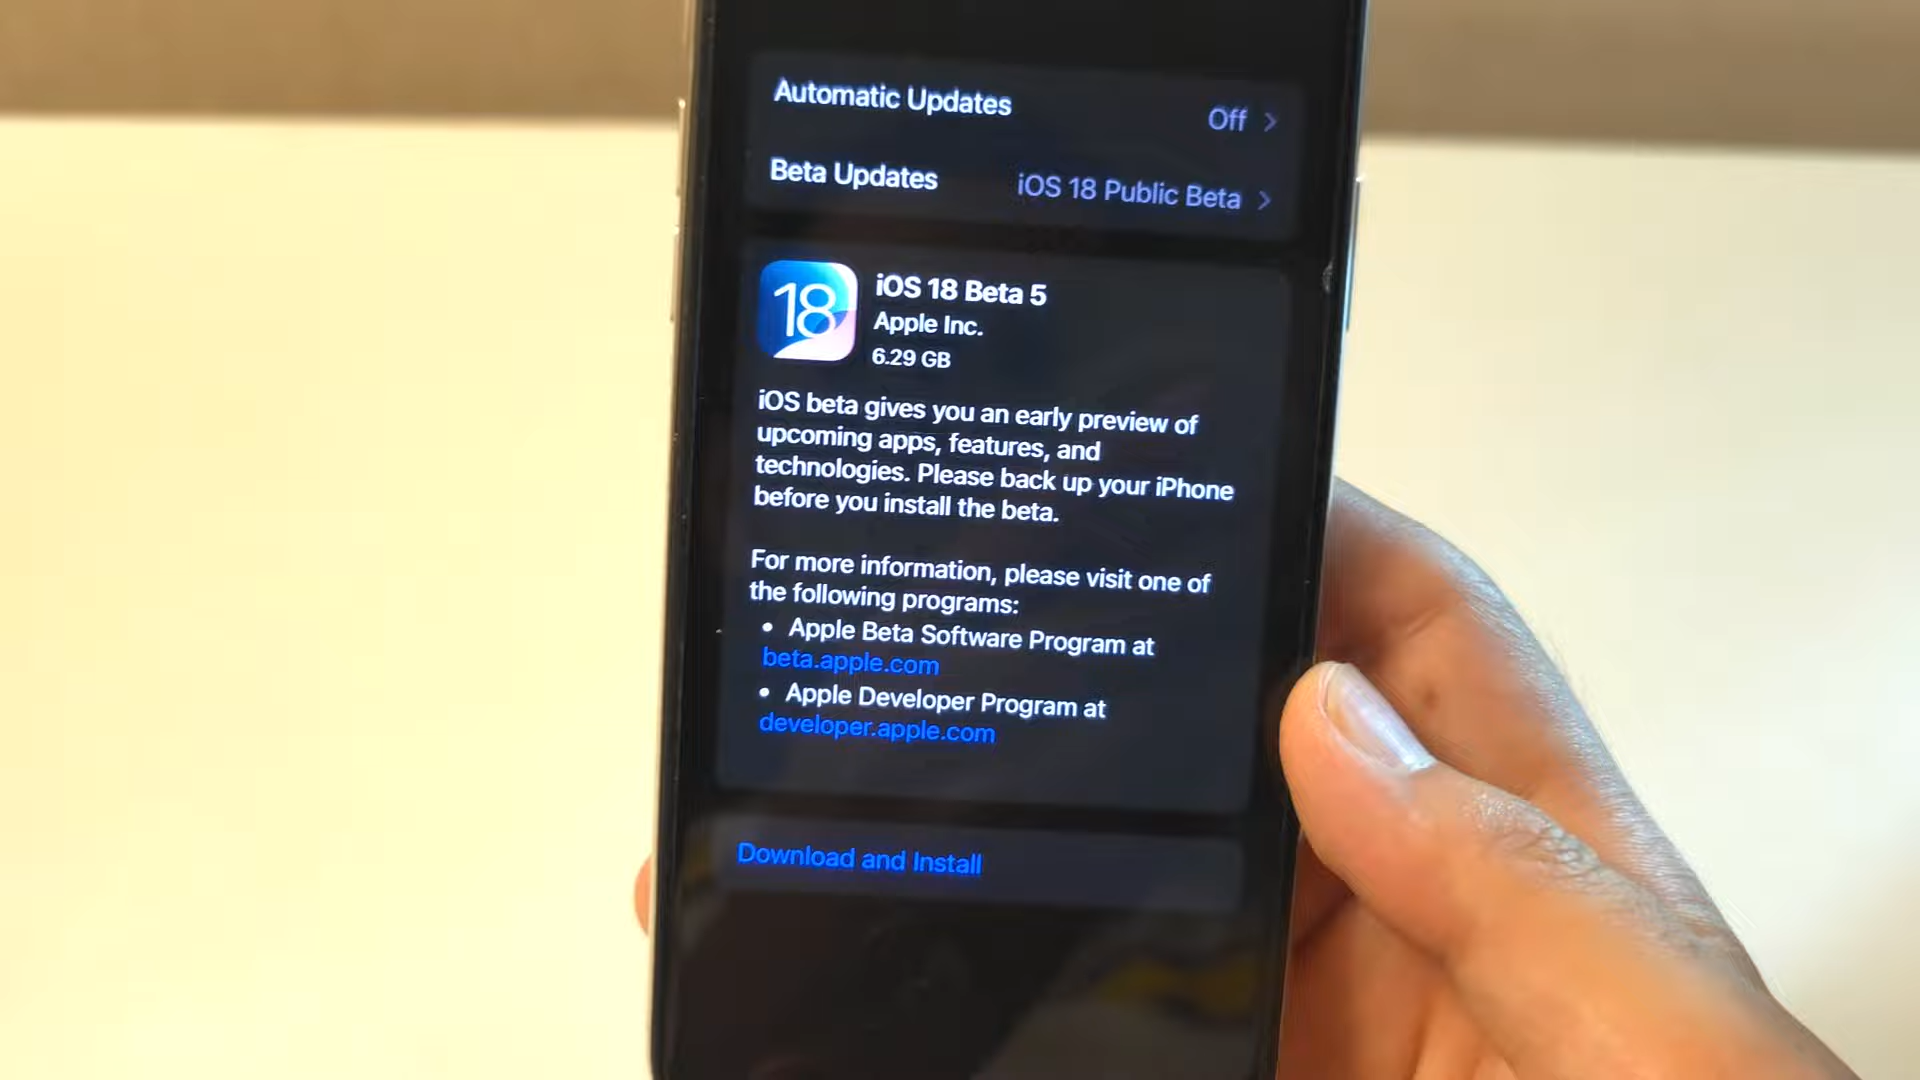 Automatic Updates Off
Beta Updates iOS 18 Public Beta
18
iOS 18 Beta 5
Apple Inc.
6.29 GB
iOS beta gives you an early preview of
upcoming apps, features, and
technologies. Please back up your iPhone
before you install the beta.
For more information, please visit one of
the following programs:
• Apple Beta Software Program at
beta.apple.com
• Apple Developer Program at
developer.apple.com
Download and Install